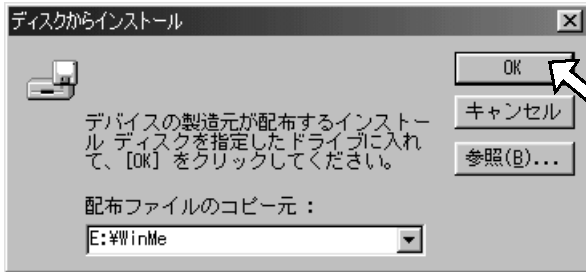 ディスクからインストール
OK
デバイスの製造元が配布するインストー
ル ディスクを指定したドライブに入れ
て、[OK] をクリックしてください。
キャンセル
参照(B)...
配布ファイルのコピー元 :
E:¥WinMe